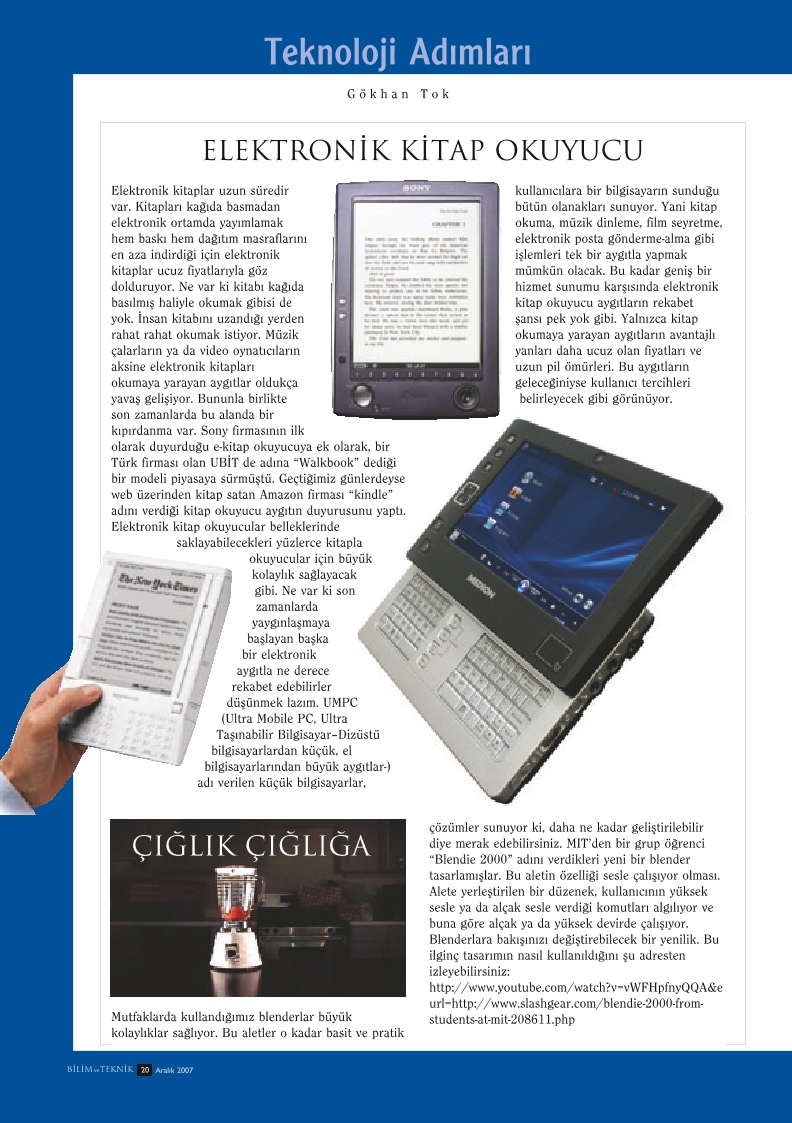 Teknoloji Adımları
Gökhan Tok
ELEKTRONİK KİTAP OKUYUCU
Elektronik kitaplar uzun süredir
var. Kitapları kağıda basmadan
elektronik ortamda yayımlamak
hem baskı hem dağıtım masraflarını
en aza indirdiği için elektronik
kitaplar ucuz fiyatlarıyla göz
dolduruyor. Ne var ki kitabı kağıda
basılmış haliyle okumak gibisi de
yok. İnsan kitabını uzandığı yerden
rahat rahat okumak istiyor. Müzik
çalarların ya da video oynatıcıların
aksine elektronik kitapları
okumaya yarayan aygıtlar oldukça
yavaş gelişiyor. Bununla birlikte
son zamanlarda bu alanda bir
kıpırdanma var. Sony firmasının ilk
olarak duyurduğu e-kitap okuyucuya ek olarak, bir
Türk firması olan UBİT de adına “Walkbook” dediği
bir modeli piyasaya sürmüştü. Geçtiğimiz günlerdeyse
web üzerinden kitap satan Amazon firması “kindle”
adını verdiği kitap okuyucu aygıtın duyurusunu yaptı.
Elektronik kitap okuyucular belleklerinde
saklayabilecekleri yüzlerce kitapla
okuyucular için büyük
kolaylık sağlayacak
gibi. Ne var ki son
zamanlarda
yaygınlaşmaya
başlayan başka
bir elektronik
aygıtla ne derece
rekabet edebilirler
düşünmek lazım. UMPC
(Ultra Mobile PC, Ultra
Taşınabilir Bilgisayar–Dizüstü
bilgisayarlardan küçük, el
bilgisayarlarından büyük aygıtlar-)
adı verilen küçük bilgisayarlar,
kullanıcılara bir bilgisayarın sunduğu
bütün olanakları sunuyor. Yani kitap
okuma, müzik dinleme, film seyretme,
elektronik posta gönderme-alma gibi
işlemleri tek bir aygıtla yapmak
mümkün olacak. Bu kadar geniş bir
hizmet sunumu karşısında elektronik
kitap okuyucu aygıtların rekabet
şansı pek yok gibi. Yalnızca kitap
okumaya yarayan aygıtların avantajlı
yanları daha ucuz olan fiyatları ve
uzun pil ömürleri. Bu aygıtların
geleceğiniyse kullanıcı tercihleri
belirleyecek gibi görünüyor.
SONY
CHAPTER 1
The New York Times
MEDION
ÇIĞLIK ÇIĞLIĞA
Mutfaklarda kullandığımız blenderlar büyük
kolaylıklar sağlıyor. Bu aletler o kadar basit ve pratik
çözümler sunuyor ki, daha ne kadar geliştirilebilir
diye merak edebilirsiniz. MIT’den bir grup öğrenci
“Blendie 2000” adını verdikleri yeni bir blender
tasarlamışlar. Bu aletin özelliği sesle çalışıyor olması.
Alete yerleştirilen bir düzenek, kullanıcının yüksek
sesle ya da alçak sesle verdiği komutları algılıyor ve
buna göre alçak ya da yüksek devirde çalışıyor.
Blenderlara bakışınızı değiştirebilecek bir yenilik. Bu
ilginç tasarımın nasıl kullanıldığını şu adresten
izleyebilirsiniz:
http://www.youtube.com/watch?v=vWFHpfnyQQA&e
url=http://www.slashgear.com/blendie-2000-from-
students-at-mit-208611.php
BİLİM ve TEKNİK 20 Aralık 2007